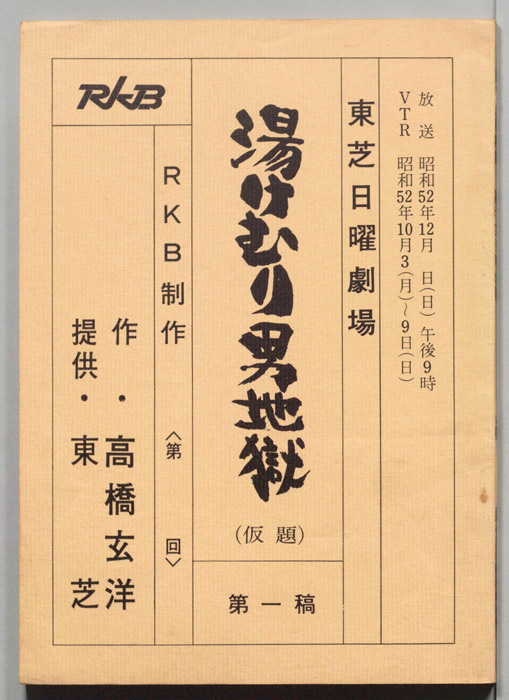 放送 昭和52年12月 日(日)午後9時
VTR 昭和52年10月3(月)~9日(日)
東芝日曜劇場
湯けむり男地獄
(仮題)
第一稿
RKB
RKB制作 〈第 回〉
作・高橋玄洋
提供・東芝